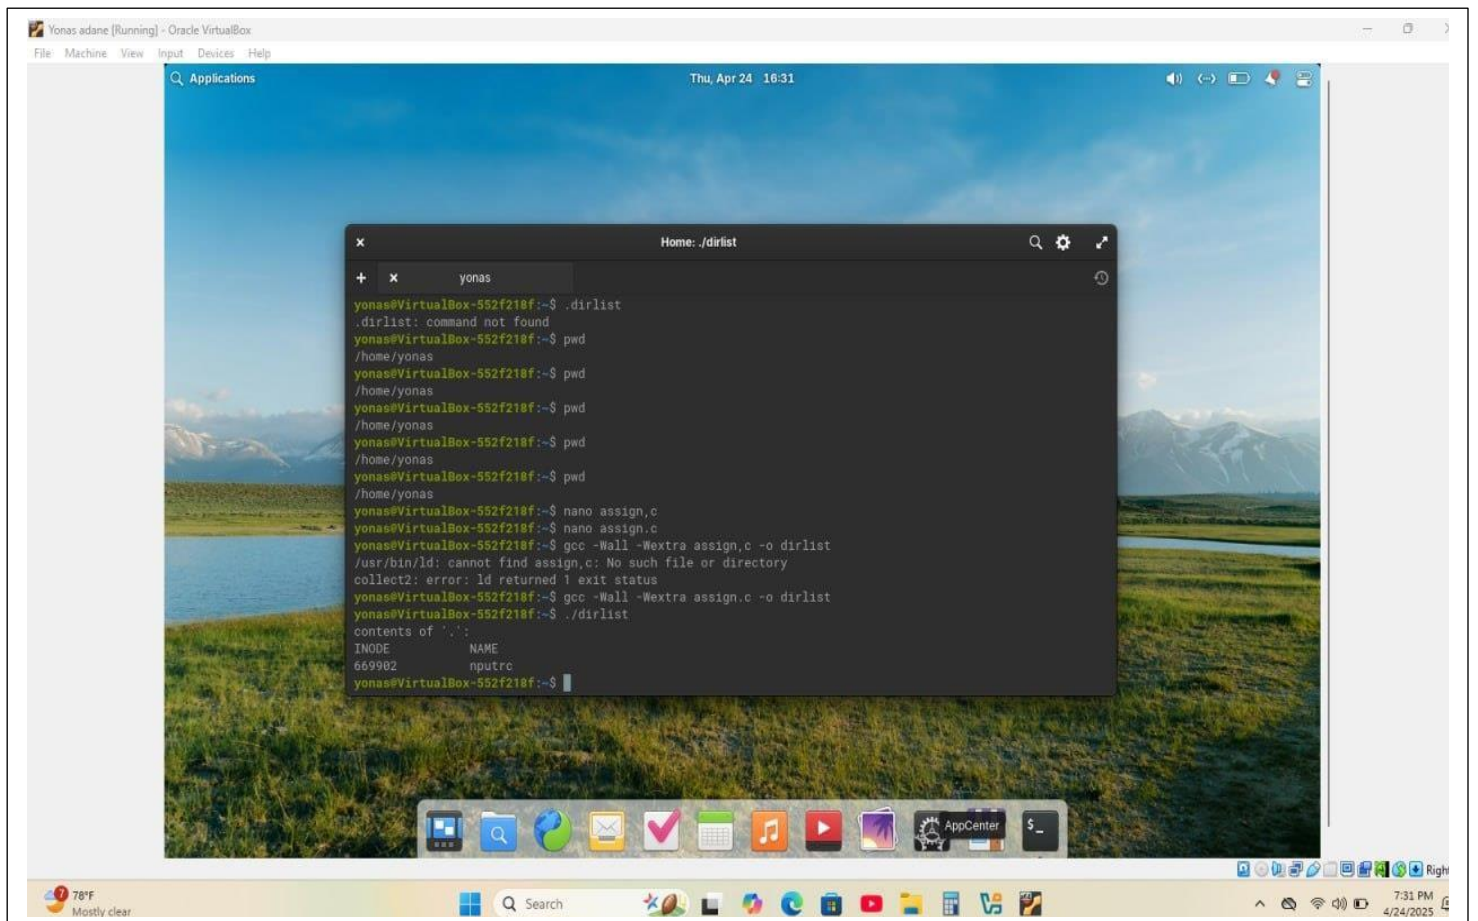 Yonas adane [Running] - Oracle VirtualBox
File Machine View Input Devices Help
Applications
Thu, Apr 24 16:31
Home: ./dirlist
yonas
yonas@VirtualBox-552f218f:~$ .dirlist
.dirlist: command not found
yonas@VirtualBox-552f218f:~$ pwd
/home/yonas
yonas@VirtualBox-552f218f:~$ pwd
/home/yonas
yonas@VirtualBox-552f218f:~$ pwd
/home/yonas
yonas@VirtualBox-552f218f:~$ pwd
/home/yonas
yonas@VirtualBox-552f218f:~$ pwd
/home/yonas
yonas@VirtualBox-552f218f:~$ nano assign,c
yonas@VirtualBox-552f218f:~$ nano assign.c
yonas@VirtualBox-552f218f:~$ gcc -Wall -Wextra assign,c -o dirlist
/usr/bin/ld: cannot find assign,c: No such file or directory
collect2: error: ld returned 1 exit status
yonas@VirtualBox-552f218f:~$ gcc -Wall -Wextra assign.c -o dirlist
yonas@VirtualBox-552f218f:~$ ./dirlist
contents of '.':
INODE NAME
669902 nputrc
yonas@VirtualBox-552f218f:~$
AppCenter
$_
Right
7
78°F
Mostly clear
Search
7:31 PM
4/24/2025